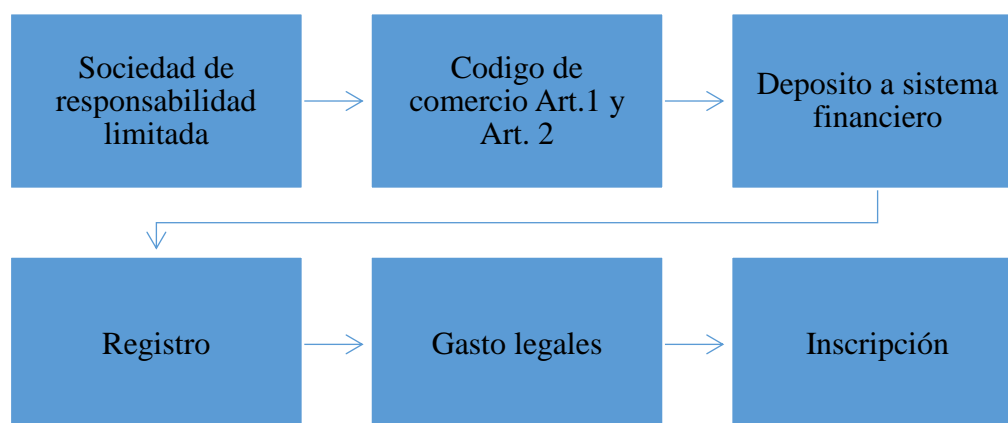 Sociedad de
responsabilidad
limitada
Codigo de
comercio Art.1 y
Art. 2
Deposito a sistema
financiero
Registro
Gasto legales
Inscripción